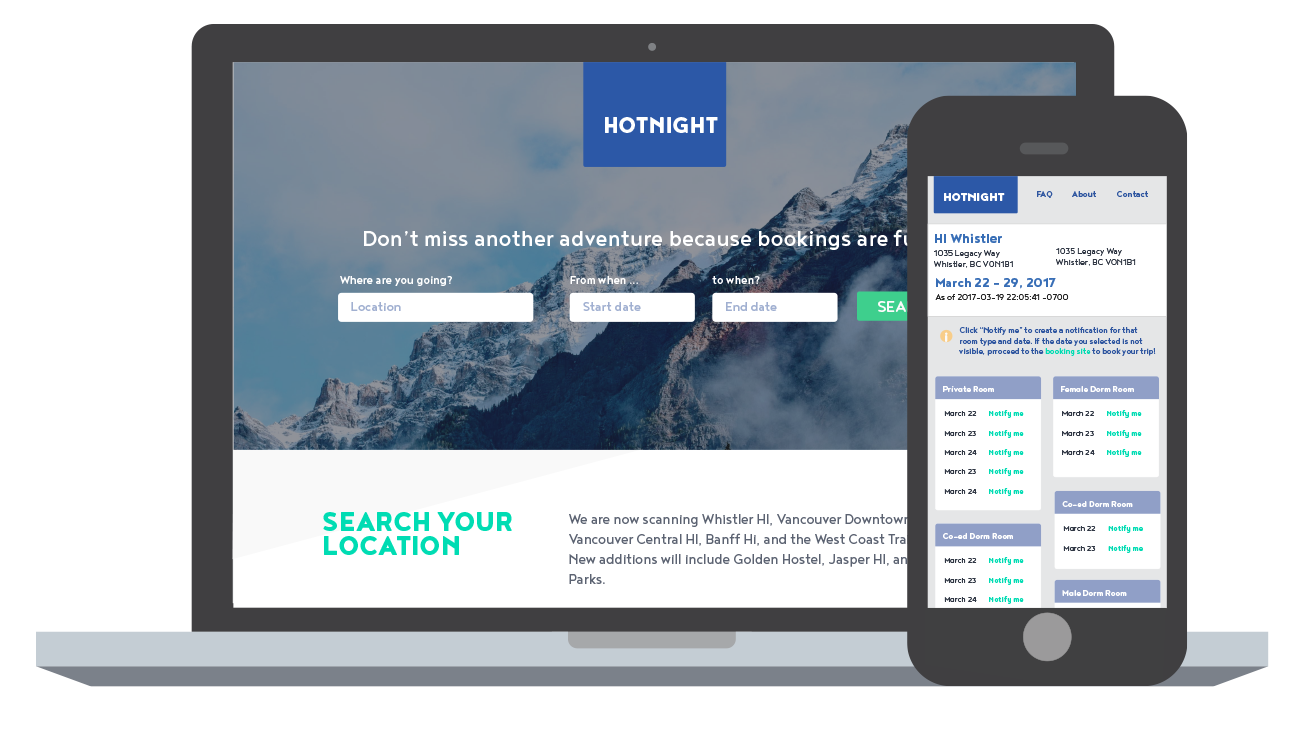 HOTNIGHT
Don't miss another adventure because bookings are fu
Where are you going?
From when ...
to when?
Location
Start date
End date
SEA
SEARCH YOUR
LOCATION
We are now scanning Whistler HI, Vancouver Downtown
Vancouver Central HI, Banff Hi, and the West Coast Tra
New additions will include Golden Hostel, Jasper HI, an
Parks.
HOTNIGHT
FAQ
About
Contact
HI Whistler
1035 Legacy Way
Whistler, BC V0N1B1
1035 Legacy Way
Whistler, BC V0N1B1
March 22 - 29, 2017
As of 2017-03-19 22:05:41 -0700
Click "Notify me" to create a notification for that
room type and date. If the date you selected is not
visible, prroceed to the booking site to book your trip!
Private Room
March 22 Notify me
March 23 Notify me
March 24 Notify me
March 23 Notify me
March 24 Notify me
Co-ed Dorm Room
March 22 Notify me
March 23 Notify me
March 24 Notify me
Female Dorm Room
March 22 Notify me
March 23 Notify me
March 24 Notify me
Co-ed Dorm Room
March 22 Notify me
March 23 Notify me
Male Dorm Room